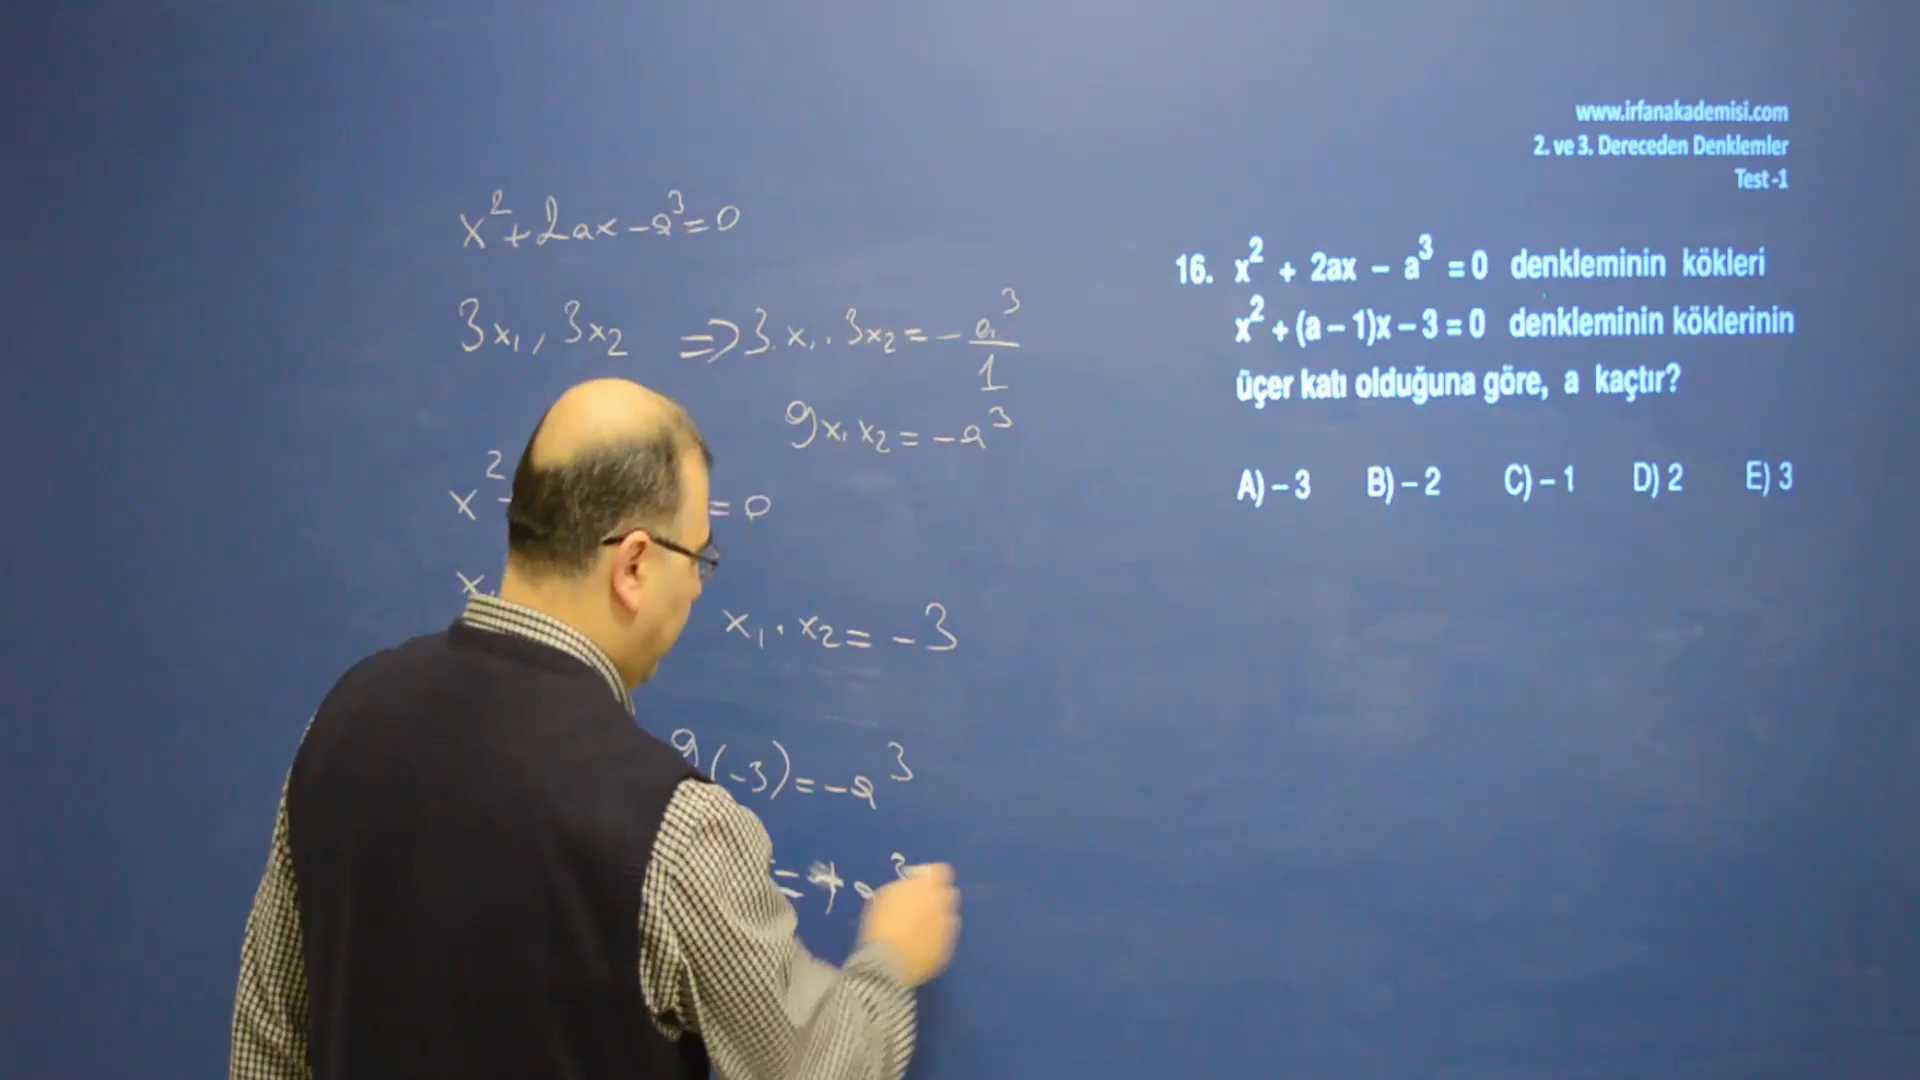 www.irfanakademisi.com
2. ve 3. Dereceden Denklemler
Test -1
16. x² + 2ax – a³ = 0 denkleminin kökleri
x² + (a – 1)x – 3 = 0 denkleminin köklerinin
üçer katı olduğuna göre, a kaçtır?
A) – 3 B) – 2 C) – 1 D) 2 E) 3
x² + 2ax – a³ = 0
3x₁, 3x₂ ⇒ 3.x₁.3x₂ = – a³/1
9x₁x₂ = – a³
x² = 0
x₁ . x₂ = – 3
9(-3) = – a³